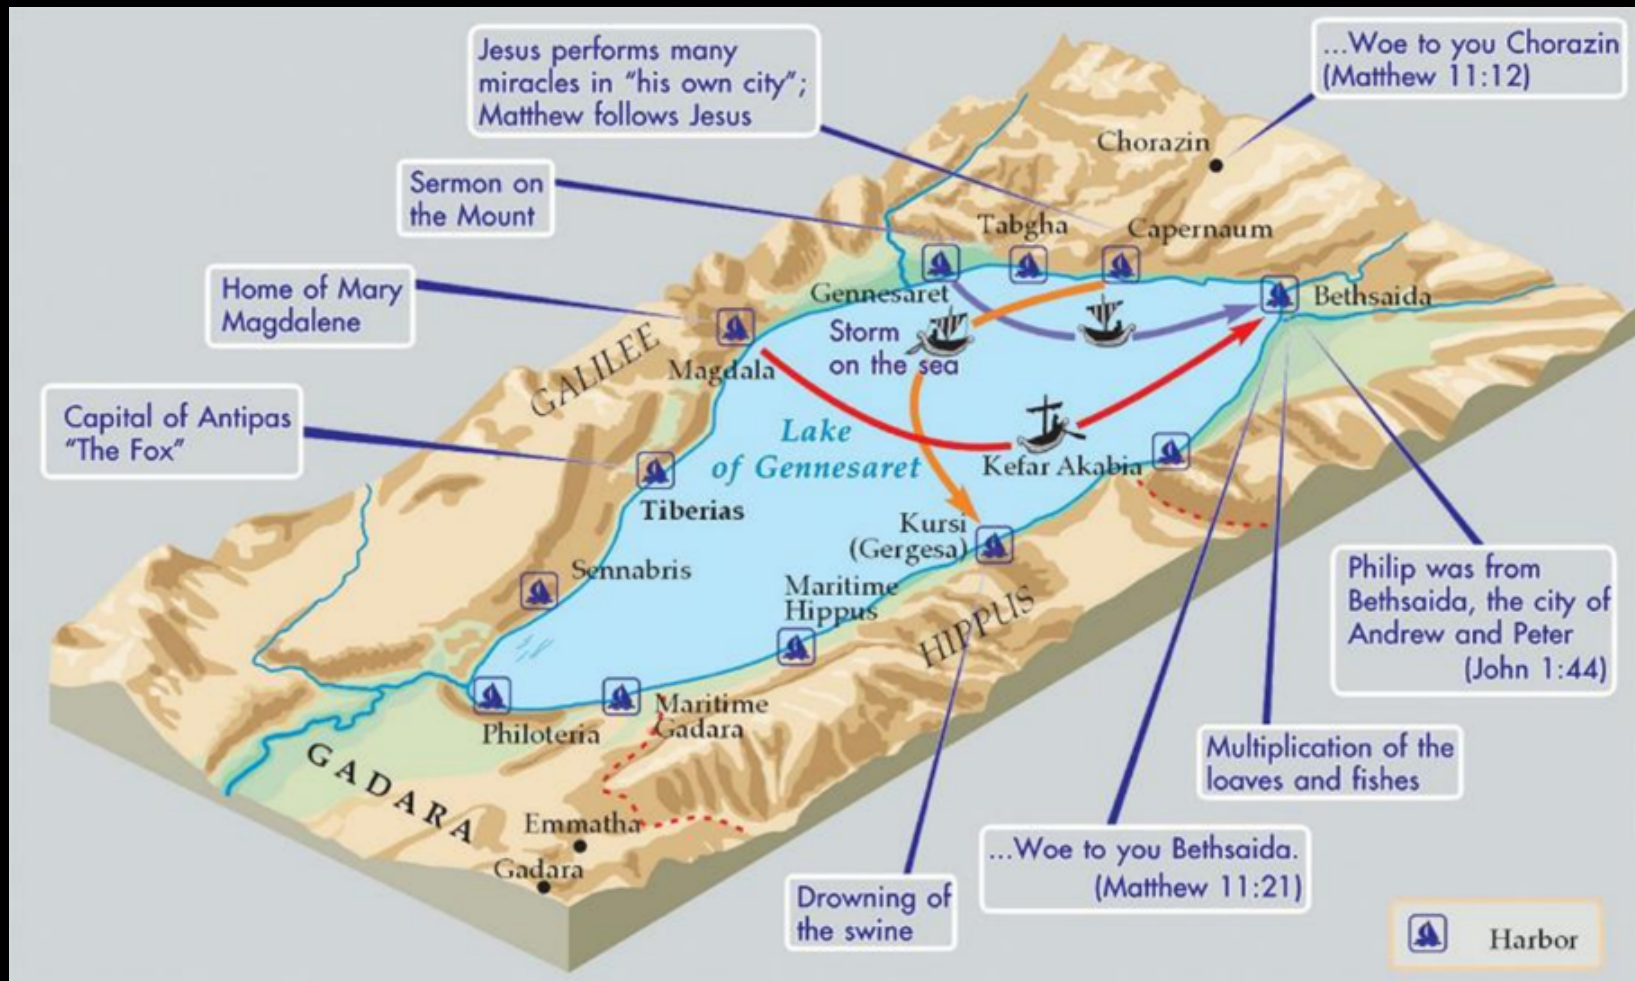 Jesus performs many
miracles in “his own city”;
Matthew follows Jesus
...Woe to you Chorazin
(Matthew 11:12)
Chorazin
Sermon on
the Mount
Tabgha
Capernaum
Home of Mary
Magdalene
Gennesaret
Bethsaida
Storm
on the sea
GALILEE
Magdala
Capital of Antipas
“The Fox”
Lake
of Gennesaret
Kefar Akabia
Tiberias
Kursi
(Gergesa)
Sennabris
Maritime
Hippus
HIPPUS
Philip was from
Bethsaida, the city of
Andrew and Peter
(John 1:44)
Maritime
Gadara
Philoteria
GADARA
Multiplication of the
loaves and fishes
Emmatha
Gadara
...Woe to you Bethsaida.
(Matthew 11:21)
Drowning of
the swine
Harbor